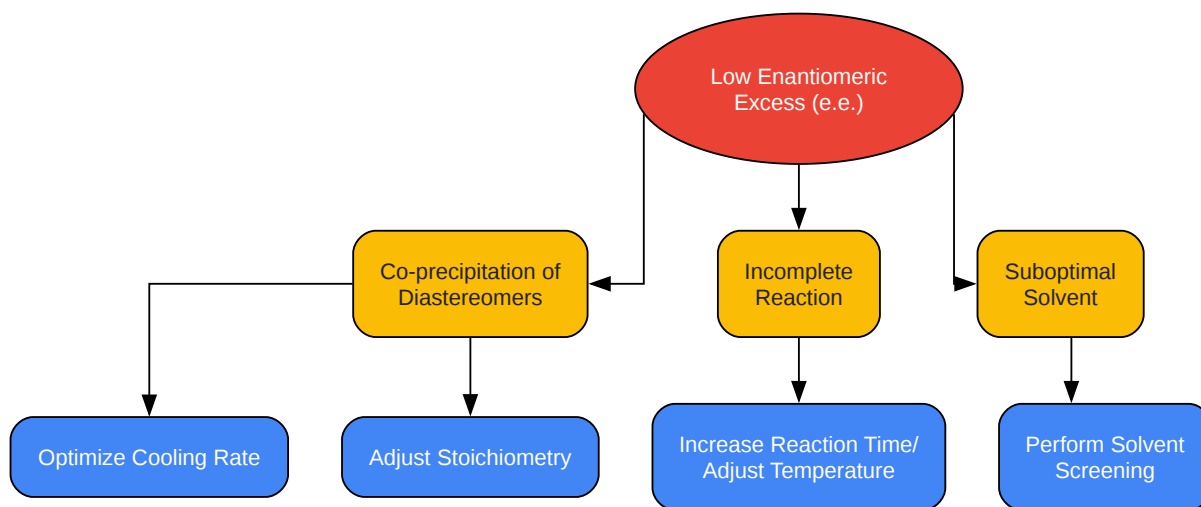 Low Enantiomeric
Excess (e.e.)
Co-precipitation of
Diastereomers
Incomplete
Reaction
Suboptimal
Solvent
Optimize Cooling Rate
Adjust Stoichiometry
Increase Reaction Time/
Adjust Temperature
Perform Solvent
Screening